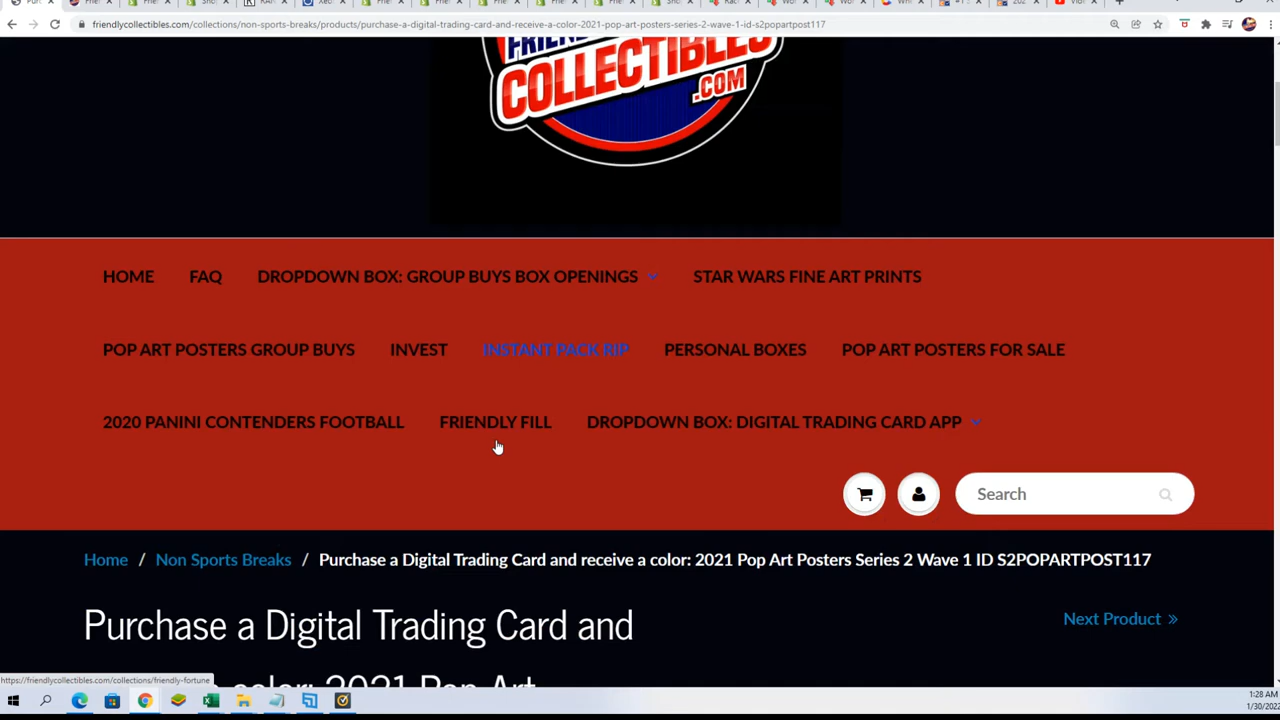 friendlycollectibles.com/collections/non-sports-breaks/products/purchase-a-digital-trading-card-and-receive-a-color-2021-pop-art-posters-series-2-wave-1-id-s2popartpost117
COLLECTIBLES
.COM
HOME FAQ DROPDOWN BOX: GROUP BUYS BOX OPENINGS STAR WARS FINE ART PRINTS
POP ART POSTERS GROUP BUYS INVEST INSTANT PACK RIP PERSONAL BOXES POP ART POSTERS FOR SALE
2020 PANINI CONTENDERS FOOTBALL FRIENDLY FILL DROPDOWN BOX: DIGITAL TRADING CARD APP
Search
Home / Non Sports Breaks / Purchase a Digital Trading Card and receive a color: 2021 Pop Art Posters Series 2 Wave 1 ID S2POPARTPOST117
Purchase a Digital Trading Card and
Next Product »
color: 2021 Pop Art
https://friendlycollectibles.com/collections/friendly-fortune
1:28 AM
1/30/2022